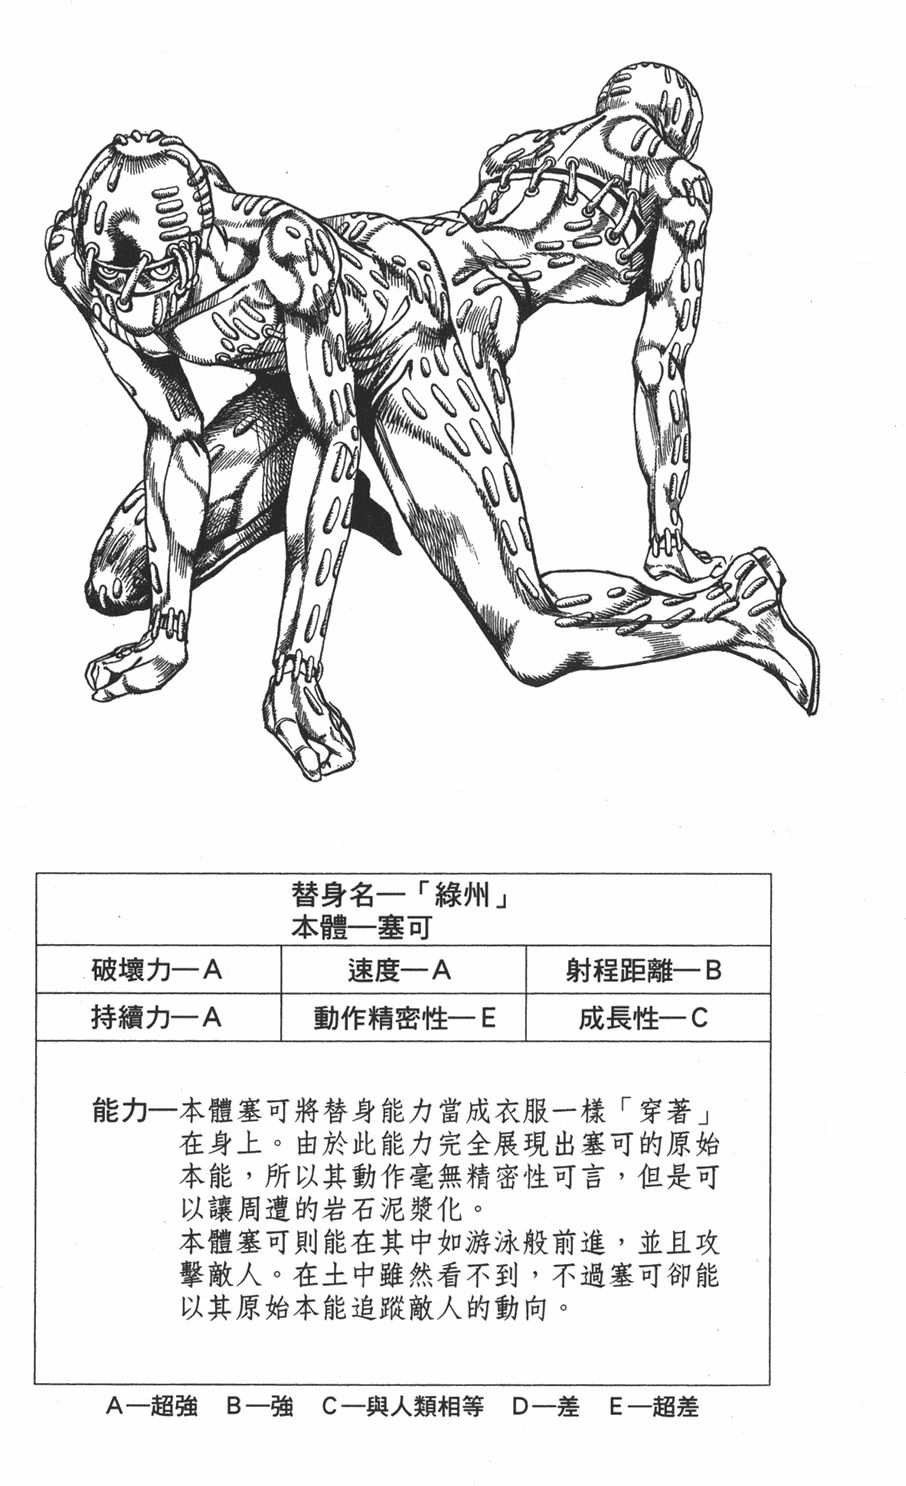 替身名—「綠州」
本體—塞可
破壞力—A 速度—A 射程距離—B
持續力—A 動作精密性—E 成長性—C
能力—本體塞可將替身能力當成衣服一樣「穿著」
在身上。由於此能力完全展現出塞可的原始
本能，所以其動作毫無精密性可言，但是可
以讓周遭的岩石泥漿化。
本體塞可則能在其中如游泳般前進，並且攻
擊敵人。在土中雖然看不到，不過塞可卻能
以其原始本能追蹤敵人的動向。
A—超強 B—強 C—與人類相等 D—差 E—超差